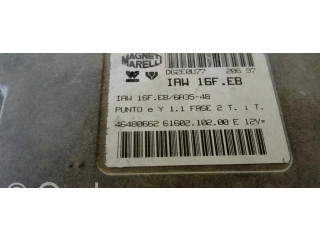 MAGNETI
MARELLI
DG2E0U77 206 97
IAW 16F.EB
IAW 16F.EB/6A35-48
PUNTO e Y 1.1 FASE 2 T. i T.
46480662 61602.102.00 E 12V=